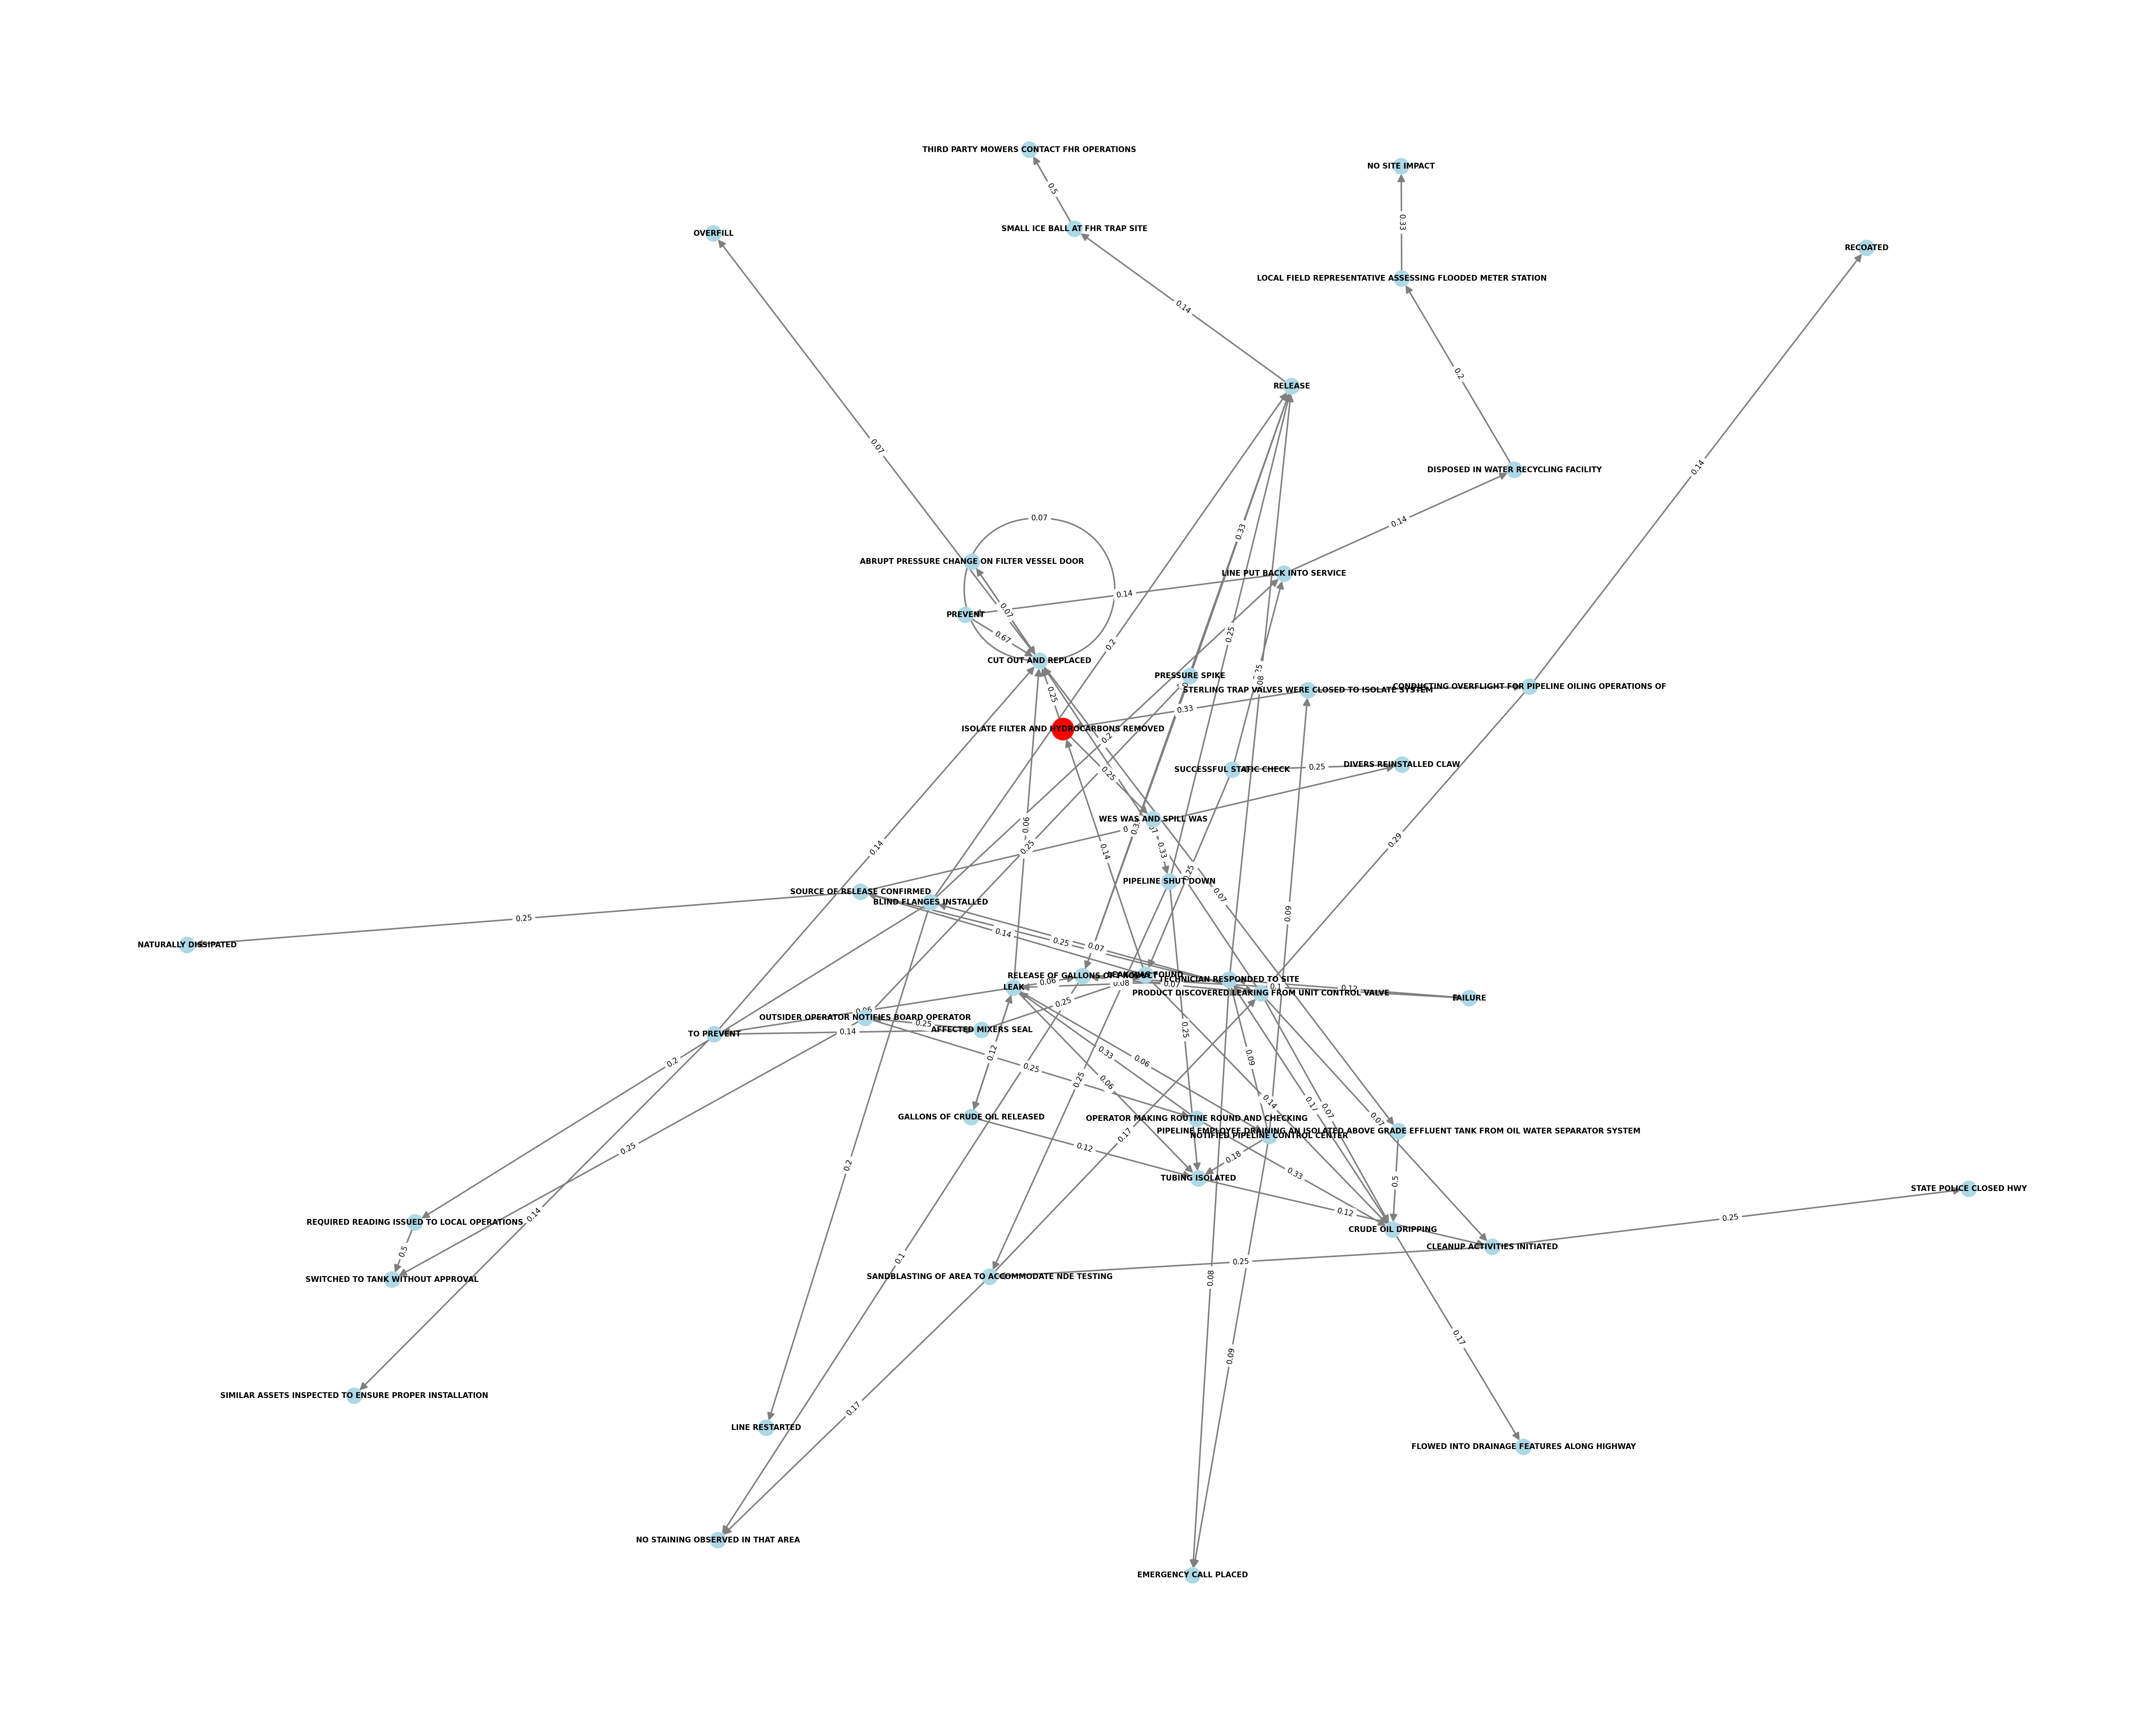 THIRD PARTY MOWERS CONTACT FHR OPERATIONS
NO SITE IMPACT
0.5
0.33
SMALL ICE BALL AT FHR TRAP SITE
OVERFILL
RECOATED
LOCAL FIELD REPRESENTATIVE ASSESSING FLOODED METER STATION
0.14
0.2
RELEASE
0.07
0.14
DISPOSED IN WATER RECYCLING FACILITY
0.07
0.14
0.33
ABRUPT PRESSURE CHANGE ON FILTER VESSEL DOOR
LINE PUT BACK INTO SERVICE
0.14
0.07
PREVENT
0.67
0.25
0.2
CUT OUT AND REPLACED
PRESSURE SPIKE
STERLING TRAP VALVES WERE CLOSED TO ISOLATE SYSTEM
CONDUCTING OVERFLIGHT FOR PIPELINE OILING OPERATIONS OF
0.25
0.33
ISOLATE FILTER AND HYDROCARBONS REMOVED
0.2
0.25
SUCCESSFUL STATIC CHECK
0.25
DIVERS REINSTALLED CLAW
WES WAS AND SPILL WAS
0.06
0.14
0.25
0.14
0.33
0.29
PIPELINE SHUT DOWN
0.25
SOURCE OF RELEASE CONFIRMED
BLIND FLANGES INSTALLED
0.07
0.09
0.25
NATURALLY DISSIPATED
0.14
0.25
0.07
RELEASE OF GALLONS OF PRODUCT
LEAK WAS FOUND
TECHNICIAN RESPONDED TO SITE
LEAK
0.06
0.08
0.07
0.1
0.12
PRODUCT DISCOVERED LEAKING FROM UNIT CONTROL VALVE
FAILURE
0.25
0.06
OUTSIDER OPERATOR NOTIFIES BOARD OPERATOR
0.25
AFFECTED MIXERS SEAL
TO PREVENT
0.14
0.25
0.12
0.33
0.06
0.09
0.2
0.25
0.06
0.25
0.14
0.17
0.07
0.07
GALLONS OF CRUDE OIL RELEASED
OPERATOR MAKING ROUTINE ROUND AND CHECKING
PIPELINE EMPLOYEE DRAINING AN ISOLATED ABOVE GRADE EFFLUENT TANK FROM OIL WATER SEPARATOR SYSTEM
NOTIFIED PIPELINE CONTROL CENTER
0.25
0.12
0.17
0.18
0.2
0.33
0.5
TUBING ISOLATED
STATE POLICE CLOSED HWY
0.14
0.12
0.25
REQUIRED READING ISSUED TO LOCAL OPERATIONS
CRUDE OIL DRIPPING
CLEANUP ACTIVITIES INITIATED
0.5
0.1
0.25
SWITCHED TO TANK WITHOUT APPROVAL
SANDBLASTING OF AREA TO ACCOMMODATE NDE TESTING
0.08
0.17
0.09
SIMILAR ASSETS INSPECTED TO ENSURE PROPER INSTALLATION
0.17
LINE RESTARTED
FLOWED INTO DRAINAGE FEATURES ALONG HIGHWAY
NO STAINING OBSERVED IN THAT AREA
EMERGENCY CALL PLACED